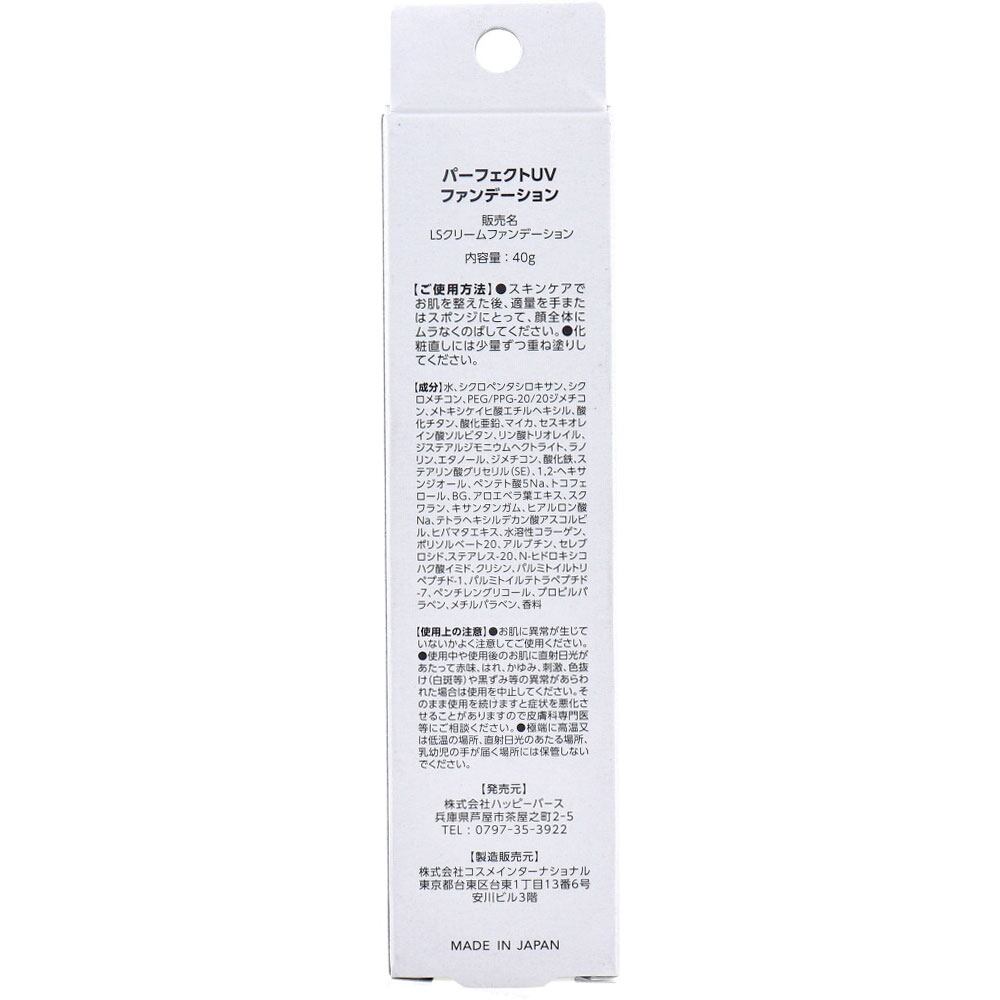 パーフェクトUV
ファンデーション
販売名
LSクリームファンデーション
内容量：40g
【ご使用方法】●スキンケアで
お肌を整えた後、適量を手また
はスポンジにとって、顔全体に
ムラなくのばしてください。●化
粧直しには少量ずつ重ね塗りし
てください。
【成分】水、シクロペンタシロキサン、シク
ロメチコン、PEG/PPG-20/20ジメチコ
ン、メトキシケイヒ酸エチルヘキシル、酸
化チタン、酸化亜鉛、マイカ、セスキオレ
イン酸ソルビタン、リン酸トリオレイル、
ジステアルジモニウムヘクトライト、ラノ
リン、エタノール、ジメチコン、酸化鉄、ス
テアリン酸グリセリル（SE）、1,2-ヘキサ
ンジオール、ペンテト酸5Na、トコフェ
ロール、BG、アロエベラ葉エキス、スク
ワラン、キサンタンガム、ヒアルロン酸
Na、テトラヘキシルデカン酸アスコルビ
ル、ヒバマタエキス、水溶性コラーゲン、
ポリソルベート20、アルブチン、セレブ
ロシド、ステアレス-20、N-ヒドロキシコ
ハク酸イミド、クリシン、パルミトイルトリ
ペプチド-1、パルミトイルテトラペプチド
-7、ペンチレングリコール、プロピルパ
ラベン、メチルパラベン、香料
【使用上の注意】●お肌に異常が生じて
いないかよく注意してご使用ください。
●使用中や使用後のお肌に直射日光が
あたって赤味、はれ、かゆみ、刺激、色抜
け（白斑等）や黒ずみ等の異常があらわ
れた場合は使用を中止してください。そ
のまま使用を続けますと症状を悪化さ
せることがありますので皮膚科専門医
等にご相談ください。●極端に高温又
は低温の場所、直射日光のあたる場所、
乳幼児の手が届く場所には保管しない
でください。
【発売元】
株式会社ハッピーバース
兵庫県芦屋市茶屋之町2-5
TEL：0797-35-3922
【製造販売元】
株式会社コスメインターナショナル
東京都台東区台東1丁目13番6号
安川ビル3階
MADE IN JAPAN